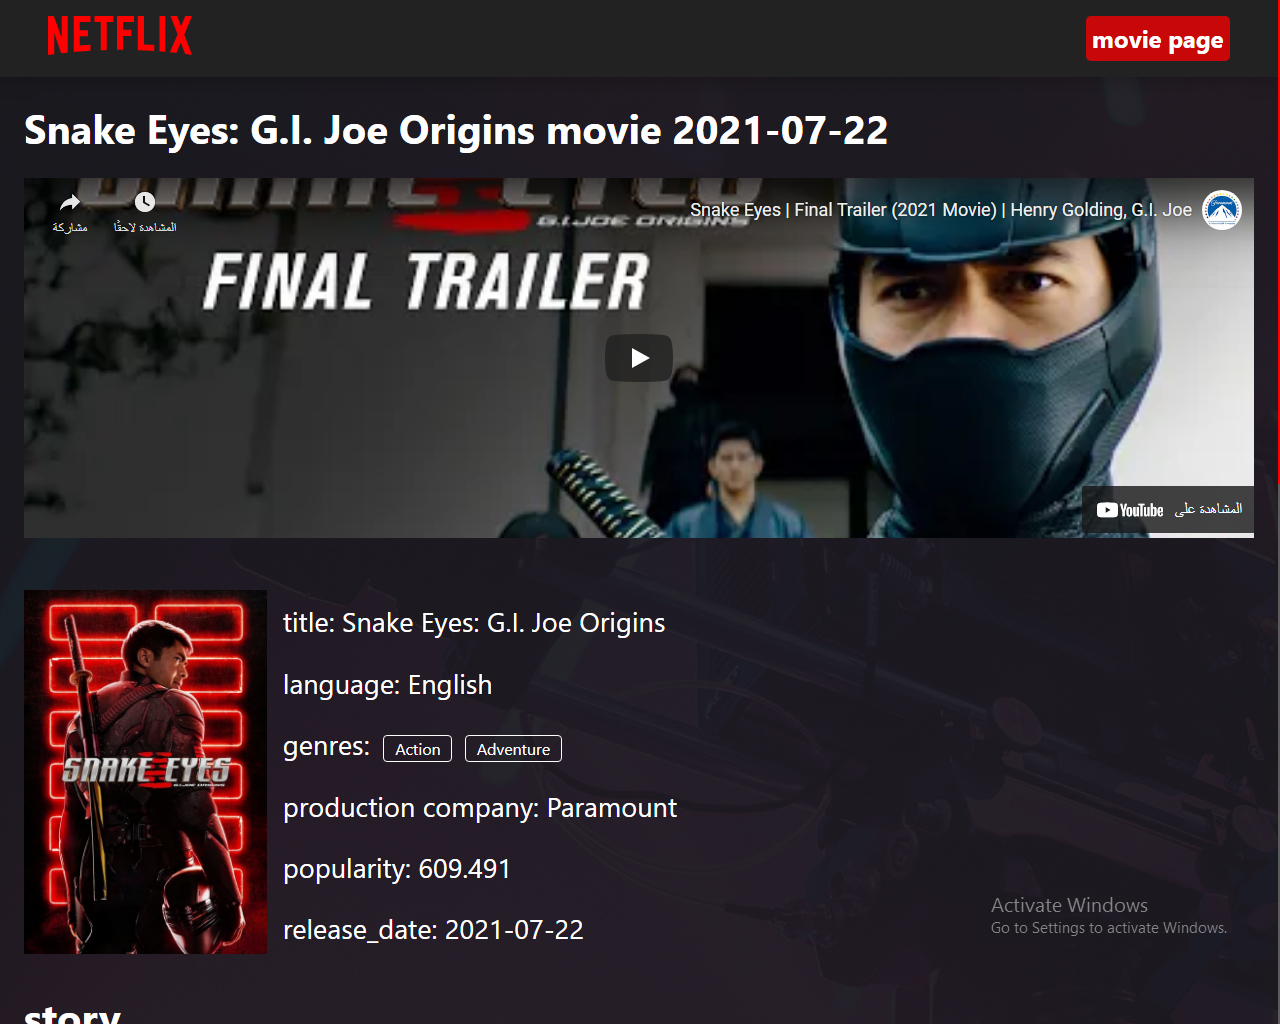 NETFLIX
movie page
Snake Eyes: G.I. Joe Origins movie 2021-07-22
SNAKE EYES
G.I.JOE ORIGINS
مشاركة
المشاهدة لاحقًا
Snake Eyes | Final Trailer (2021 Movie) | Henry Golding, G.I. Joe
FINAL TRAILER
المشاهدة على YouTube
SNAKE EYES
G.I.JOE ORIGINS
title: Snake Eyes: G.I. Joe Origins
language: English
genres: Action Adventure
production company: Paramount
popularity: 609.491
release_date: 2021-07-22
Activate Windows
Go to Settings to activate Windows.
story